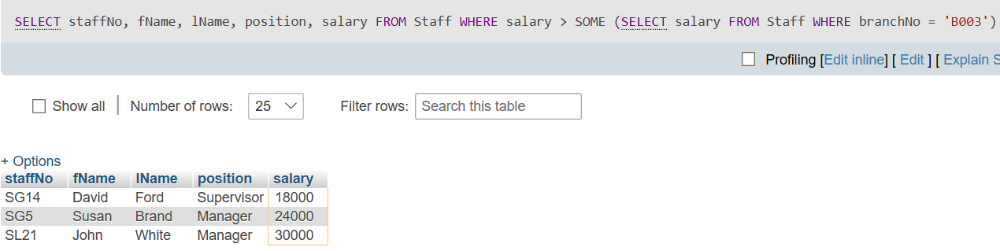 SELECT staffNo, fName, lName, position, salary FROM Staff WHERE salary > SOME (SELECT salary FROM Staff WHERE branchNo = 'B003')
Profiling [Edit inline] [ Edit ] [ Explain S
Show all | Number of rows: 25 Filter rows: Search this table
+ Options
staffNo fName lName position salary
SG14 David Ford Supervisor 18000
SG5 Susan Brand Manager 24000
SL21 John White Manager 30000